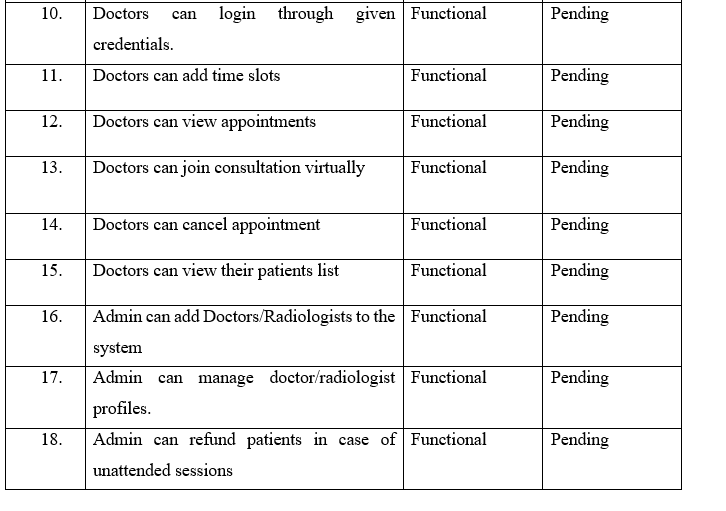 10. Doctors can login through given Functional Pending
credentials.
11. Doctors can add time slots Functional Pending
12. Doctors can view appointments Functional Pending
13. Doctors can join consultation virtually Functional Pending
14. Doctors can cancel appointment Functional Pending
15. Doctors can view their patients list Functional Pending
16. Admin can add Doctors/Radiologists to the Functional Pending
system
17. Admin can manage doctor/radiologist Functional Pending
profiles.
18. Admin can refund patients in case of Functional Pending
unattended sessions